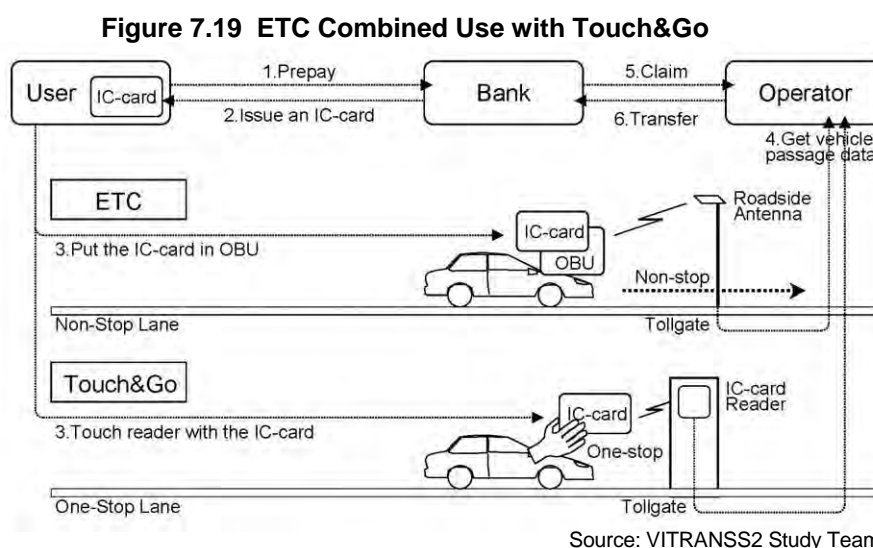 Figure 7.19 ETC Combined Use with Touch&Go
User
IC-card
1.Prepay
2.Issue an IC-card
Bank
5.Claim
6.Transfer
Operator
4.Get vehicle
passage data
ETC
3.Put the IC-card in OBU
IC-card
OBU
Roadside
Antenna
Non-stop
Non-Stop Lane
Tollgate
Touch&Go
3.Touch reader with the IC-card
IC-card
One-stop
IC-card
Reader
One-Stop Lane
Tollgate
Source: VITRANSS2 Study Team